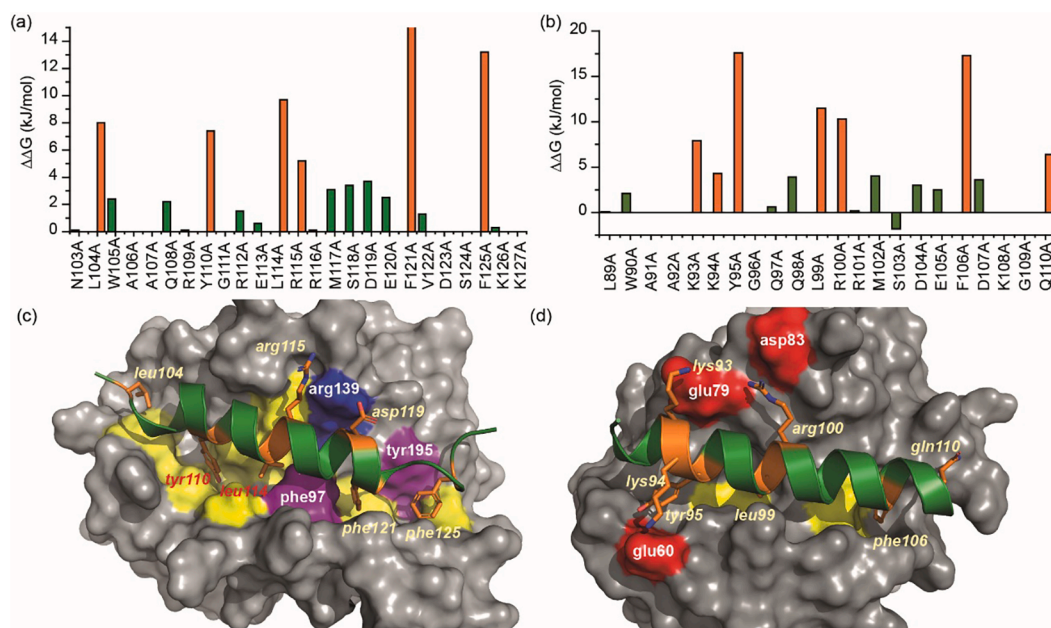 (a)
ΔΔG (kJ/mol)
14
12
10
8
6
4
2
0
N103A
L104A
W105A
A106A
A107A
Q108A
R109A
Y110A
G111A
R112A
E113A
L114A
R115A
R116A
M117A
S118A
D119A
E120A
F121A
V122A
D123A
S124A
F125A
K126A
K127A
(b)
ΔΔG (kJ/mol)
20
15
10
5
0
L89A
W90A
A91A
A92A
K93A
K94A
Y95A
G96A
Q97A
Q98A
L99A
R100A
R101A
M102A
S103A
D104A
E105A
F106A
D107A
K108A
G109A
Q110A
(c)
leu104
arg115
arg139
asp119
tyr195
tyr110
leu114
phe97
phe121
phe125
(d)
asp83
lys93
glu79
arg100
gln110
lys94
tyr95
leu99
phe106
glu60